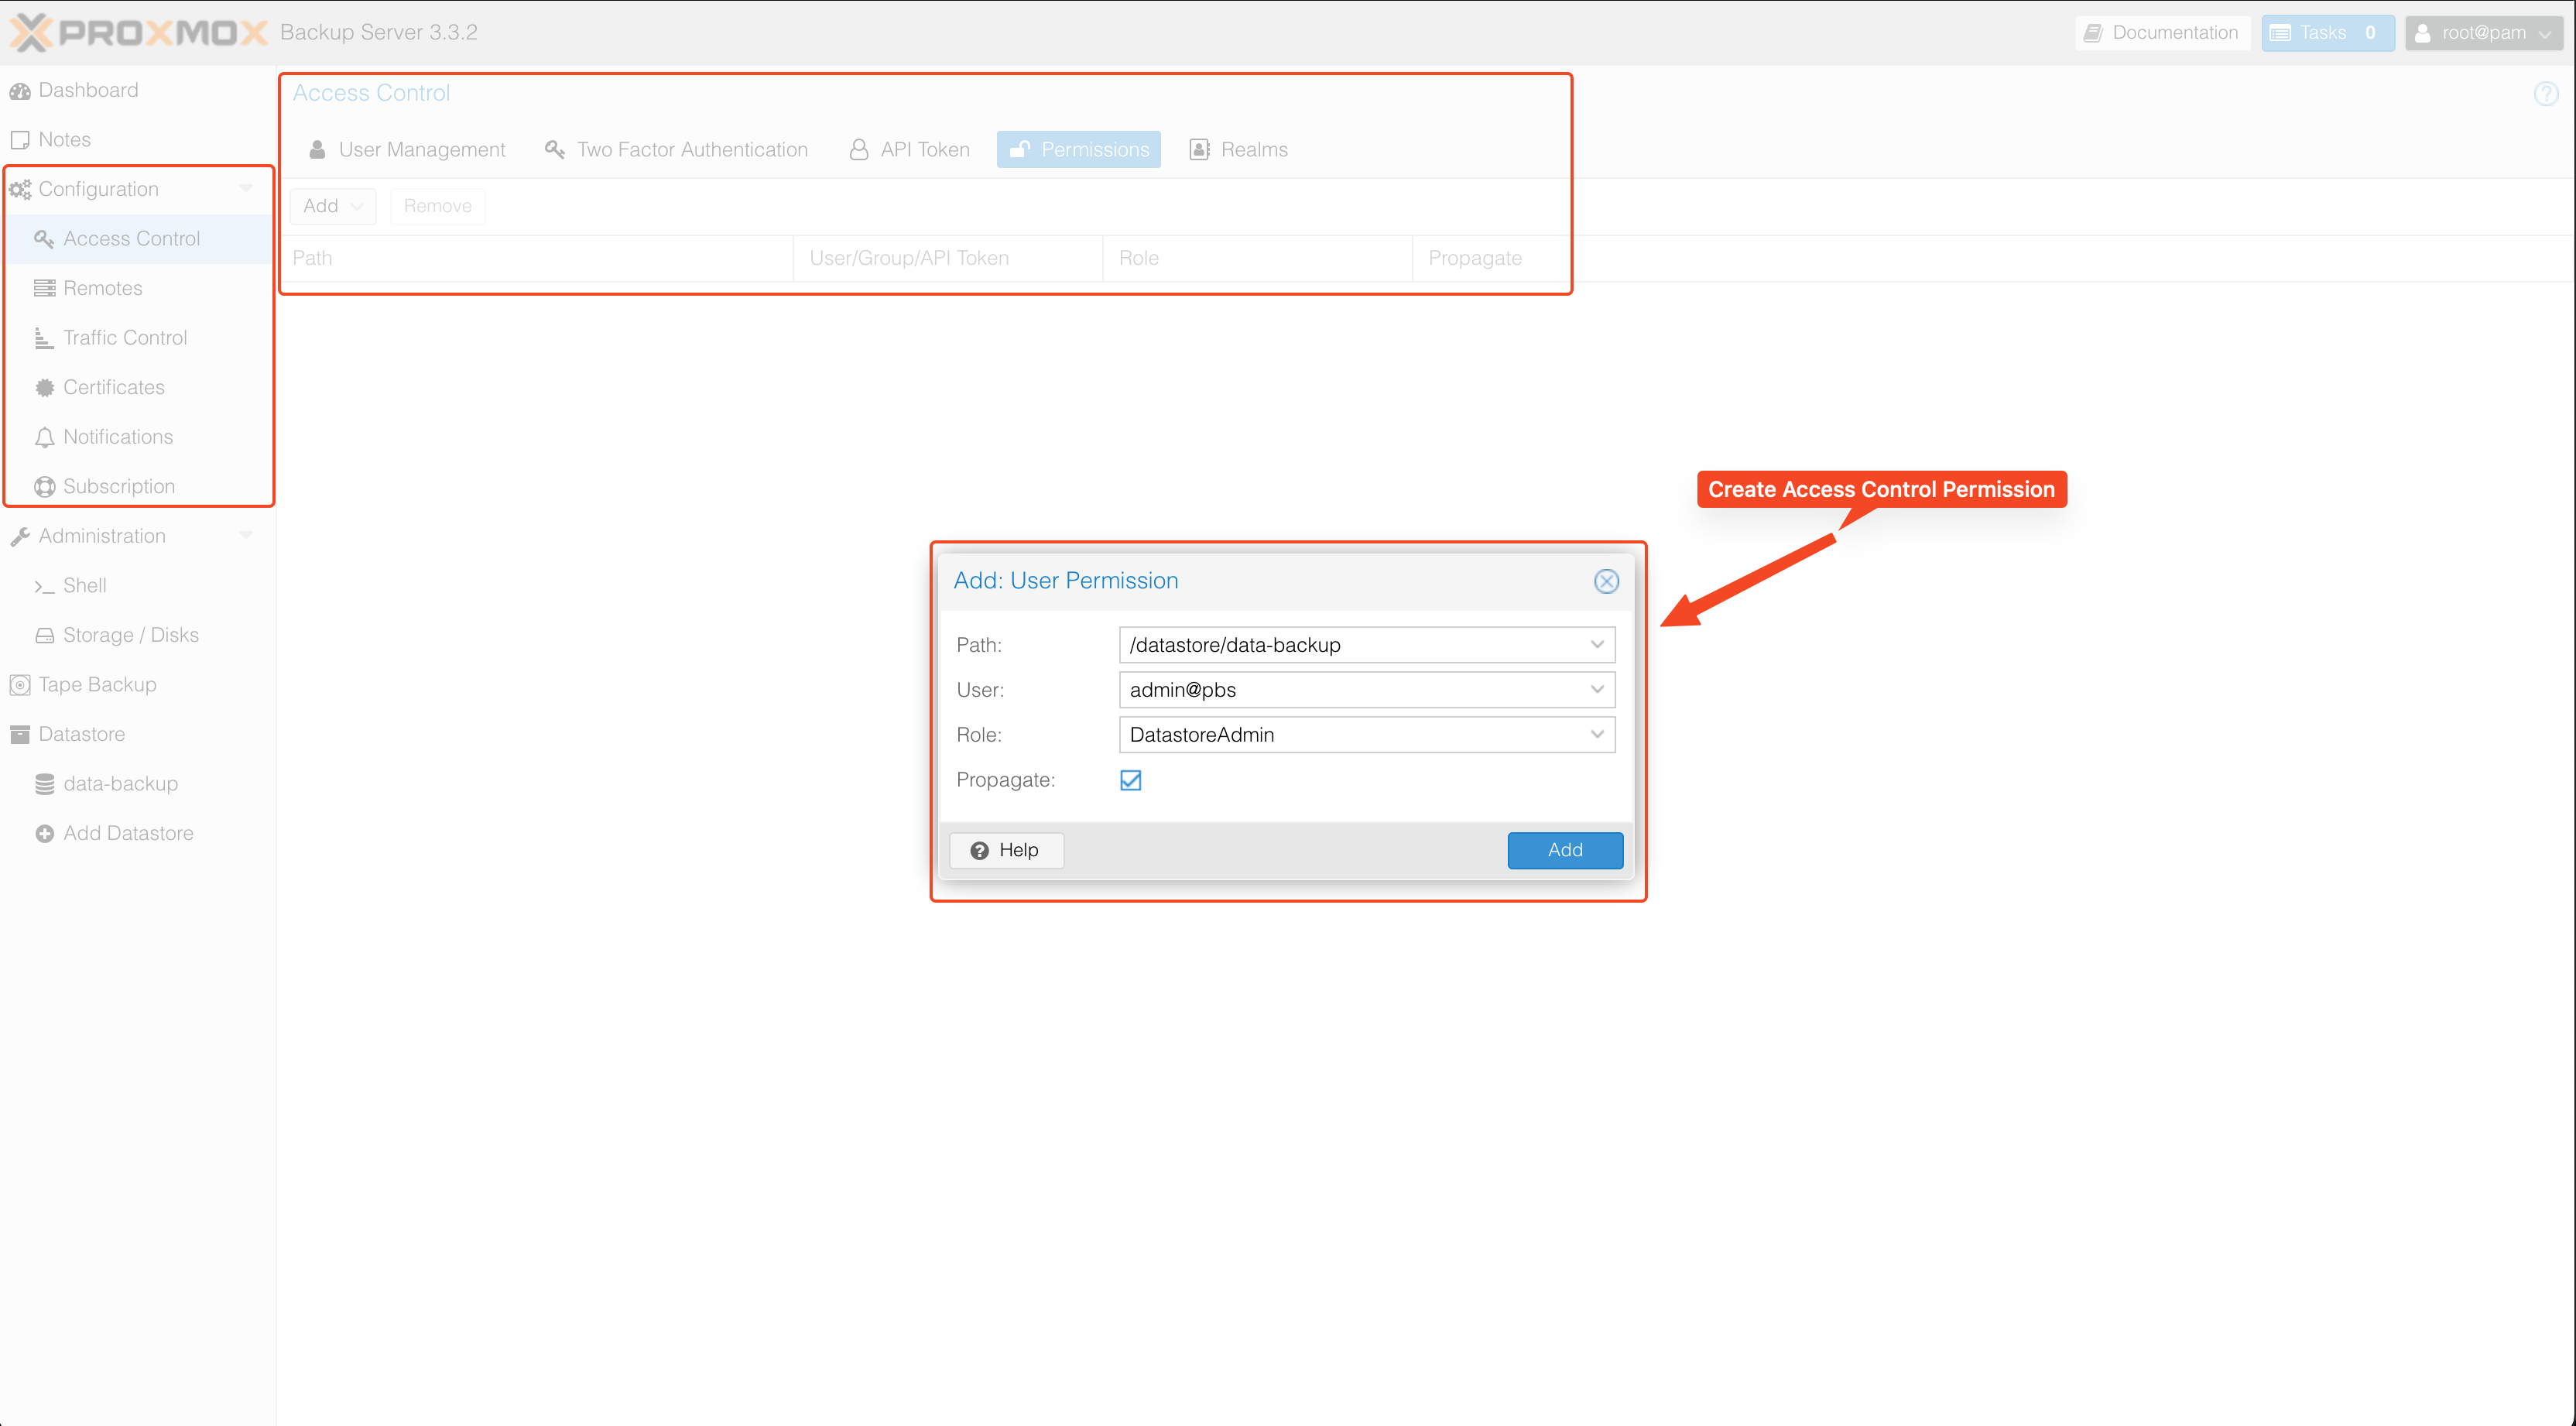 PROXMOX Backup Server 3.3.2
Documentation
Tasks 0
root@pam
Dashboard
Notes
Configuration
Access Control
Remotes
Traffic Control
Certificates
Notifications
Subscription
Administration
Shell
Storage / Disks
Tape Backup
Datastore
data-backup
Add Datastore
Access Control
User Management Two Factor Authentication API Token Permissions Realms
Add Remove
Path User/Group/API Token Role Propagate
Create Access Control Permission
Add: User Permission
Path: /datastore/data-backup
User: admin@pbs
Role: DatastoreAdmin
Propagate:
Help Add